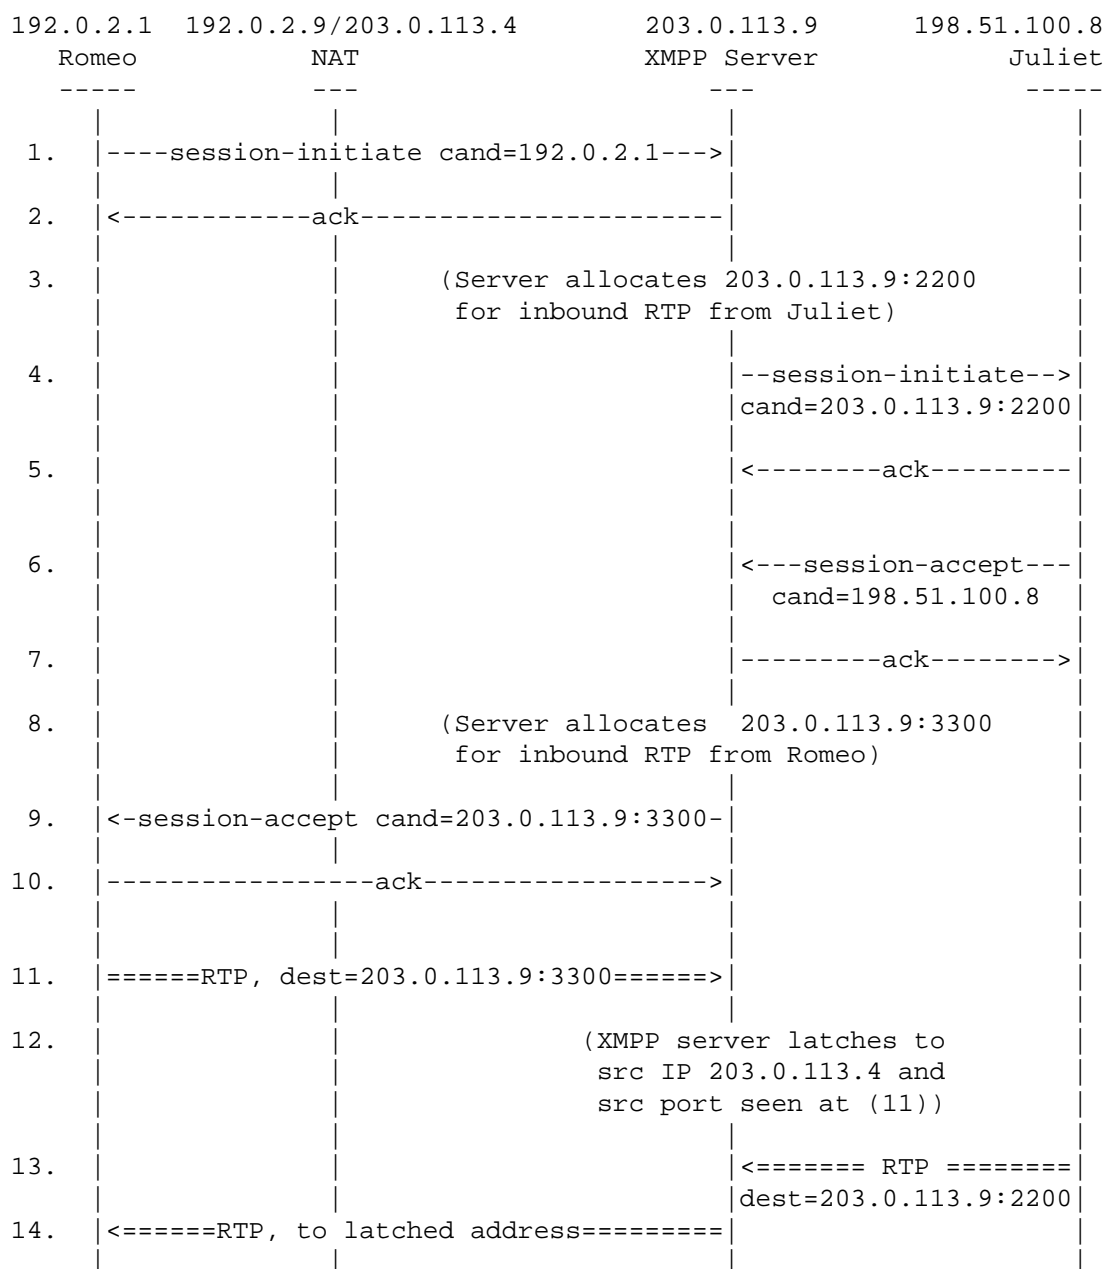 192.0.2.1  192.0.2.9/203.0.113.4        203.0.113.9      198.51.100.8
   Romeo           NAT                  XMPP Server            Juliet
   -----           ---                      ---                 -----
     |              |                        |                     |
 1.  |----session-initiate cand=192.0.2.1--->|                     |
     |              |                        |                     |
 2.  |<------------ack-----------------------|                     |
     |              |                        |                     |
 3.  |              |      (Server allocates 203.0.113.9:2200      |
     |              |       for inbound RTP from Juliet)           |
     |              |                        |                     |
 4.  |              |                        |--session-initiate-->|
     |              |                        |cand=203.0.113.9:2200|
     |              |                        |                     |
 5.  |              |                        |<--------ack---------|
     |              |                        |                     |
     |              |                        |                     |
 6.  |              |                        |<---session-accept---|
     |              |                        |  cand=198.51.100.8  |
     |              |                        |                     |
 7.  |              |                        |---------ack-------->|
     |              |                        |                     |
 8.  |              |      (Server allocates  203.0.113.9:3300     |
     |              |       for inbound RTP from Romeo)            |
     |              |                        |                     |
 9.  |<-session-accept cand=203.0.113.9:3300-|                     |
     |              |                        |                     |
10.  |-----------------ack------------------>|                     |
     |              |                        |                     |
     |              |                        |                     |
11.  |======RTP, dest=203.0.113.9:3300======>|                     |
     |              |                        |                     |
12.  |              |               (XMPP server latches to        |
     |              |                src IP 203.0.113.4 and        |
     |              |                src port seen at (11))        |
     |              |                        |                     |
13.  |              |                        |<======= RTP ========|
     |              |                        |dest=203.0.113.9:2200|
14.  |<======RTP, to latched address=========|                     |
     |              |                        |                     |